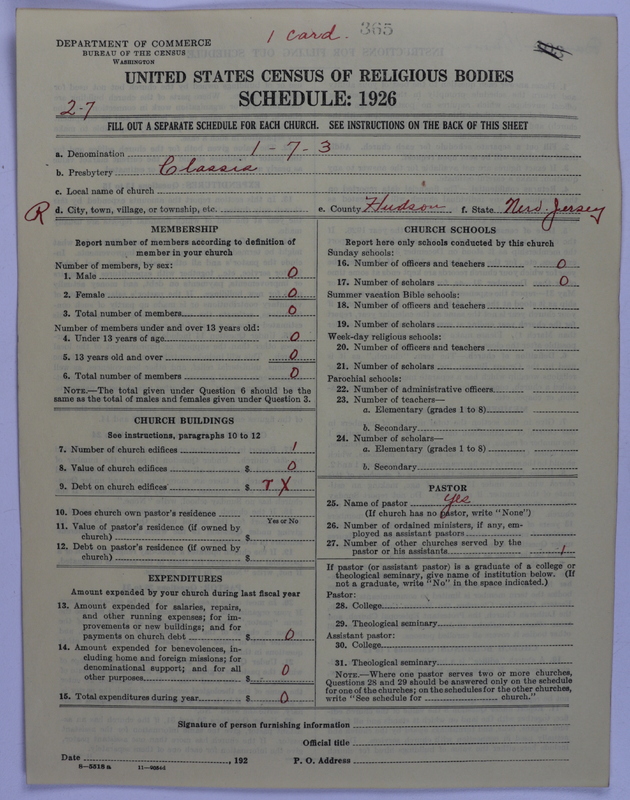 1 card. 365
DEPARTMENT OF COMMERCE
BUREAU OF THE CENSUS
WASHINGTON
UNITED STATES CENSUS OF RELIGIOUS BODIES
SCHEDULE: 1926
2-7
FILL OUT A SEPARATE SCHEDULE FOR EACH CHURCH. SEE INSTRUCTIONS ON THE BACK OF THIS SHEET
a. Denomination 1-7-3
b. Presbytery Classis
c. Local name of church
R d. City, town, village, or township, etc. e. County Hudson f. State New Jersey
MEMBERSHIP
Report number of members according to definition of
member in your church
Number of members, by sex:
1. Male 0
2. Female 0
3. Total number of members 0
Number of members under and over 13 years old:
4. Under 13 years of age 0
5. 13 years old and over 0
6. Total number of members 0
NOTE.—The total given under Question 6 should be the
same as the total of males and females given under Question 3.
CHURCH BUILDINGS
See instructions, paragraphs 10 to 12
7. Number of church edifices 1
8. Value of church edifices $ 0
9. Debt on church edifices $ r X
10. Does church own pastor's residence
Yes or No
11. Value of pastor's residence (if owned by
church) $
12. Debt on pastor's residence (if owned by
church) $
EXPENDITURES
Amount expended by your church during last fiscal year
13. Amount expended for salaries, repairs,
and other running expenses; for im-
provements or new buildings; and for
payments on church debt $ 0
14. Amount expended for benevolences, in-
cluding home and foreign missions; for
denominational support; and for all
other purposes $ 0
15. Total expenditures during year $ 0
CHURCH SCHOOLS
Report here only schools conducted by this church
Sunday schools:
16. Number of officers and teachers 0
17. Number of scholars 0
Summer vacation Bible schools:
18. Number of officers and teachers
19. Number of scholars
Week-day religious schools:
20. Number of officers and teachers
21. Number of scholars
Parochial schools:
22. Number of administrative officers
23. Number of teachers—
a. Elementary (grades 1 to 8)
b. Secondary
24. Number of scholars—
a. Elementary (grades 1 to 8)
b. Secondary
PASTOR
25. Name of pastor Yes
(If church has no pastor, write "None")
26. Number of ordained ministers, if any, em-
ployed as assistant pastors
27. Number of other churches served by the
pastor or his assistants 1
If pastor (or assistant pastor) is a graduate of a college or
theological seminary, give name of institution below. (If
not a graduate, write "No" in the space indicated.)
Pastor:
28. College
29. Theological seminary
Assistant pastor:
30. College
31. Theological seminary
NOTE.—Where one pastor serves two or more churches,
Questions 28 and 29 should be answered only on the schedule
for one of the churches; on the schedules for the other churches,
write "See schedule for church."
Signature of person furnishing information
Official title
Date , 192 P. O. Address
8-5518 a